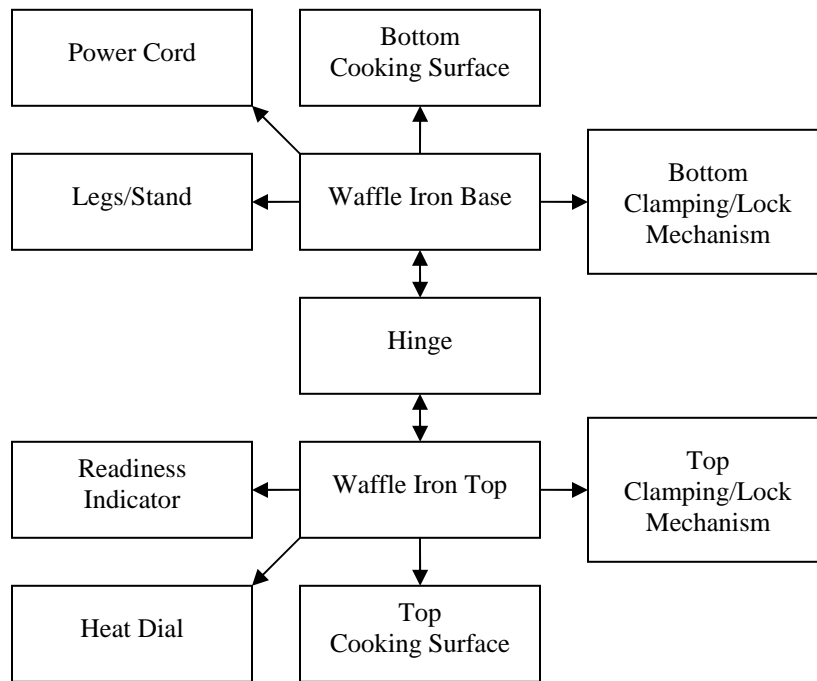 Power Cord
Bottom
Cooking Surface
Legs/Stand
Waffle Iron Base
Bottom
Clamping/Lock
Mechanism
Hinge
Readiness
Indicator
Waffle Iron Top
Top
Clamping/Lock
Mechanism
Heat Dial
Top
Cooking Surface